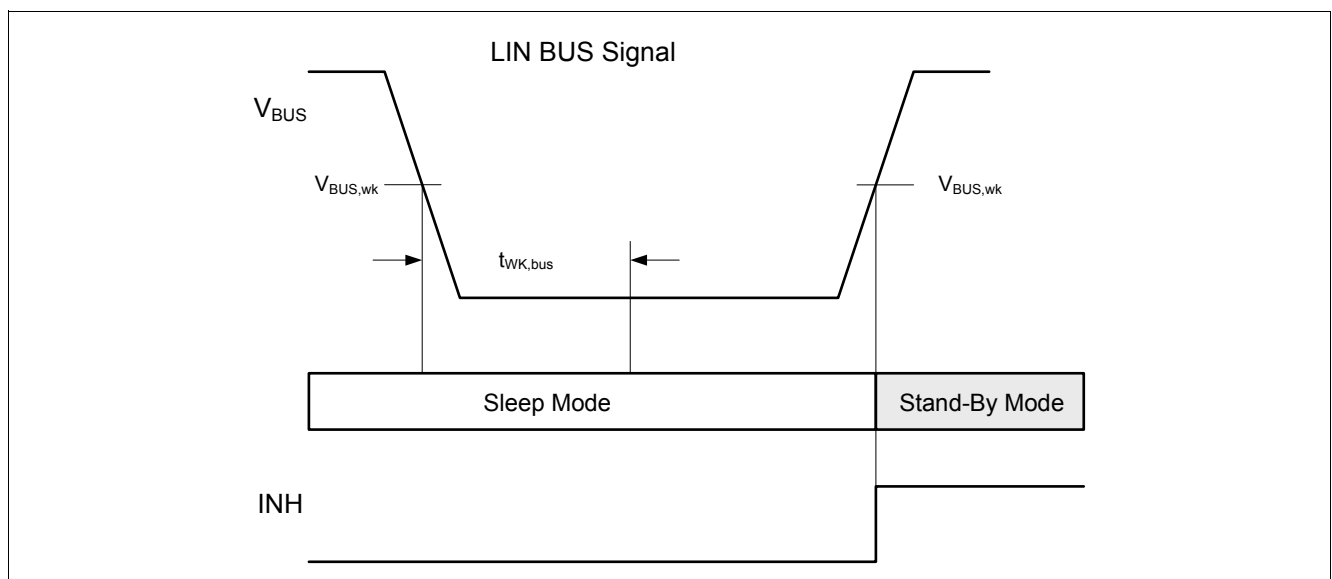 LIN BUS Signal
VBUS
VBUS,wk
VBUS,wk
tWK,bus
Sleep Mode
Stand-By Mode
INH